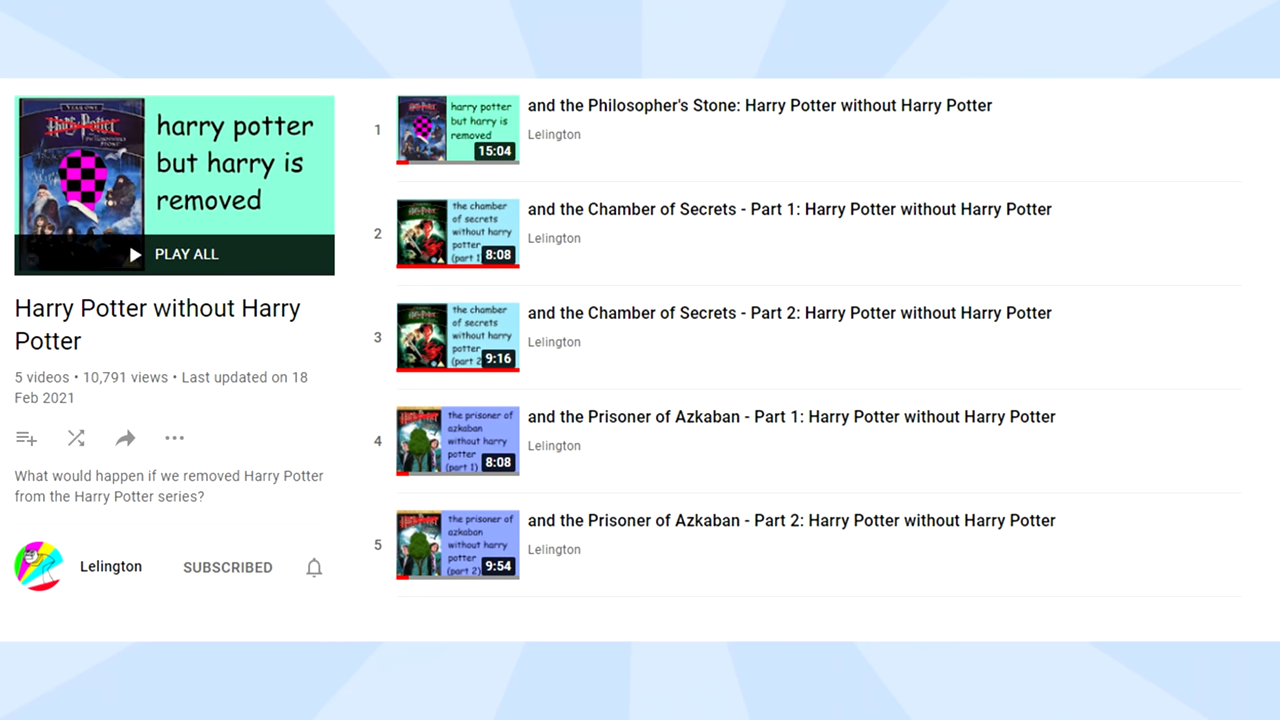 YEAR ONE
Harry Potter
harry potter
but harry is
removed
PLAY ALL
Harry Potter without Harry
Potter
5 videos • 10,791 views • Last updated on 18
Feb 2021
What would happen if we removed Harry Potter
from the Harry Potter series?
Lelington
SUBSCRIBED
1
harry potter
but harry is
removed
15:04
and the Philosopher's Stone: Harry Potter without Harry Potter
Lelington
2
the chamber
of secrets
without harry
potter
(part 1
8:08
and the Chamber of Secrets - Part 1: Harry Potter without Harry Potter
Lelington
3
the chamber
of secrets
without harry
potter
(part 2
9:16
and the Chamber of Secrets - Part 2: Harry Potter without Harry Potter
Lelington
4
the prisoner of
azkaban
without harry
potter
(part 1)
8:08
and the Prisoner of Azkaban - Part 1: Harry Potter without Harry Potter
Lelington
5
the prisoner of
azkaban
without harry
potter
(part 2)
9:54
and the Prisoner of Azkaban - Part 2: Harry Potter without Harry Potter
Lelington